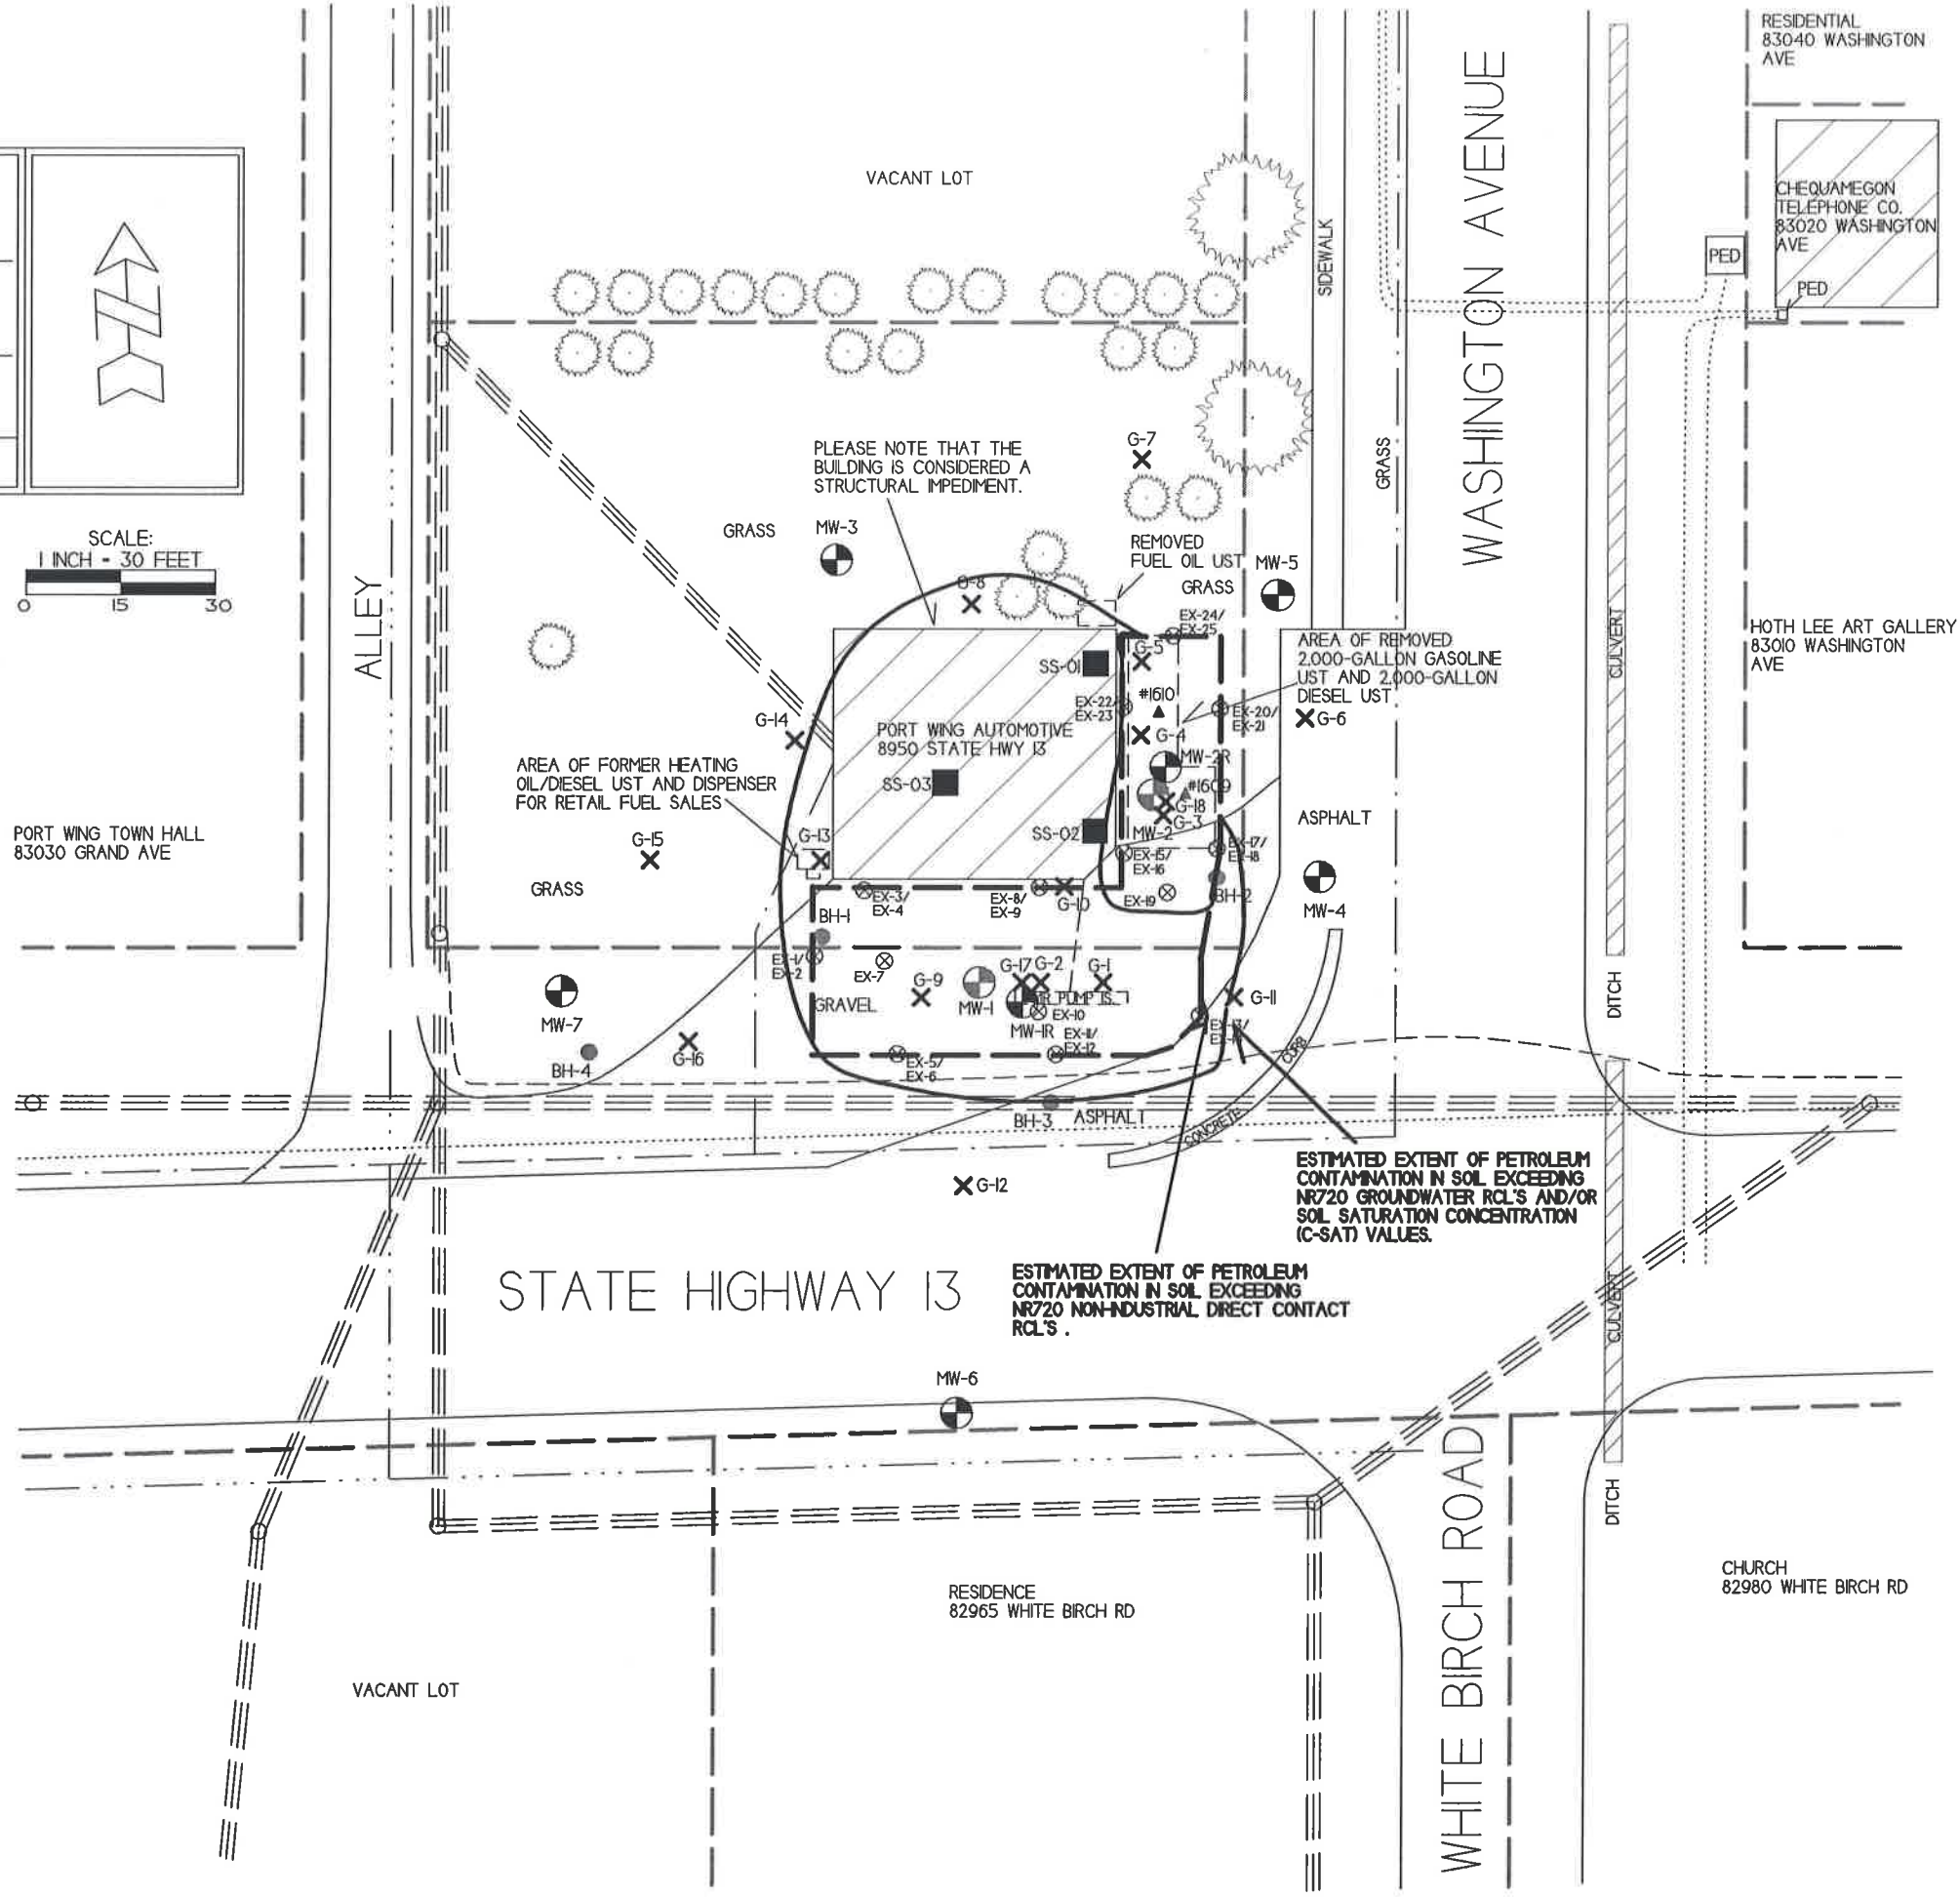 RESIDENTIAL
83040 WASHINGTON
AVE
VACANT LOT
SIDEWALK
WASHINGTON AVENUE
CHEQUAMEGON
TELEPHONE CO.
83020 WASHINGTON
AVE
PED
PED
SCALE:
1 INCH = 30 FEET
0 15 30
ALLEY
PLEASE NOTE THAT THE
BUILDING IS CONSIDERED A
STRUCTURAL IMPEDIMENT.
G-7
GRASS
GRASS
MW-3
REMOVED
FUEL OIL UST
MW-5
GRASS
G-8
EX-24/
EX-25
CULVERT
HOTH LEE ART GALLERY
83010 WASHINGTON
AVE
AREA OF REMOVED
2,000-GALLON GASOLINE
UST AND 2,000-GALLON
DIESEL UST
G-5
SS-01
#1610
EX-22/
EX-23
EX-20/
EX-21
G-6
G-14
PORT WING AUTOMOTIVE
8950 STATE HWY 13
G-4
MW-2R
AREA OF FORMER HEATING
OIL/DIESEL UST AND DISPENSER
FOR RETAIL FUEL SALES
SS-03
#1609
G-18
G-3
ASPHALT
PORT WING TOWN HALL
83030 GRAND AVE
G-15
G-13
SS-02
MW-2
EX-17/
EX-18
EX-15/
EX-16
GRASS
EX-3/
EX-4
EX-8/
EX-9
G-10
EX-19
BH-2
MW-4
BH-1
EX-1/
EX-2
EX-7
G-9
G-17
G-2
G-1
MW-7
GRAVEL
MW-1
PUMP IS.
G-11
DITCH
EX-10
MW-1R
EX-11/
EX-12
EX-13/
CURB
BH-4
G-16
EX-5/
EX-6
BH-3
ASPHALT
CONCRETE
G-12
ESTIMATED EXTENT OF PETROLEUM
CONTAMINATION IN SOIL EXCEEDING
NR720 GROUNDWATER RCL'S AND/OR
SOIL SATURATION CONCENTRATION
(C-SAT) VALUES.
STATE HIGHWAY 13
ESTIMATED EXTENT OF PETROLEUM
CONTAMINATION IN SOIL EXCEEDING
NR720 NON-INDUSTRIAL DIRECT CONTACT
RCL'S .
CULVERT
MW-6
DITCH
WHITE BIRCH ROAD
RESIDENCE
82965 WHITE BIRCH RD
CHURCH
82980 WHITE BIRCH RD
VACANT LOT